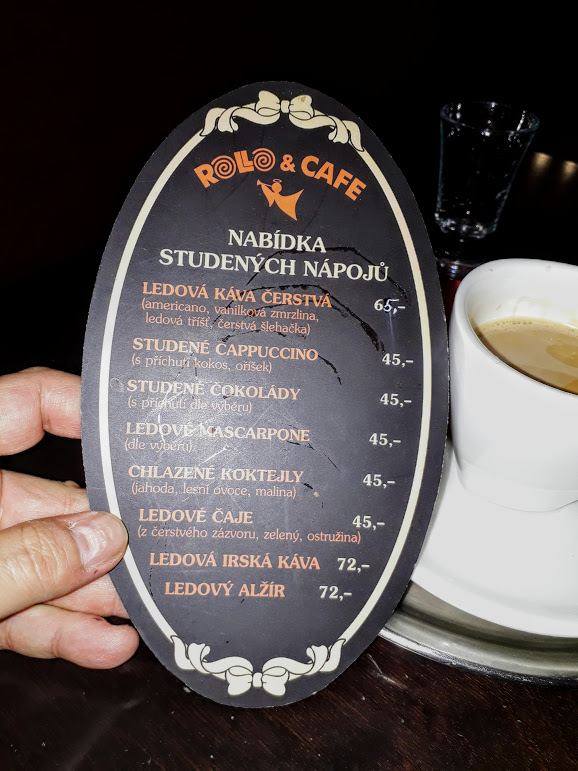 ROLLO & CAFE
NABÍDKA
STUDENÝCH NÁPOJŮ
LEDOVÁ KÁVA ČERSTVÁ 65,–
(americano, vanilková zmrzlina,
ledová tříšť, čerstvá šlehačka)
STUDENÉ CAPPUCCINO 45,–
(s příchutí kokos, oříšek)
STUDENÉ ČOKOLÁDY 45,–
(s příchutí dle výběru)
LEDOVÉ MASCARPONE 45,–
(dle výběru)
CHLAZENÉ KOKTEJLY 45,–
(jahoda, lesní ovoce, malina)
LEDOVÉ ČAJE 45,–
(z čerstvého zázvoru, zelený, ostružina)
LEDOVÁ IRSKÁ KÁVA 72,–
LEDOVÝ ALŽÍR 72,–